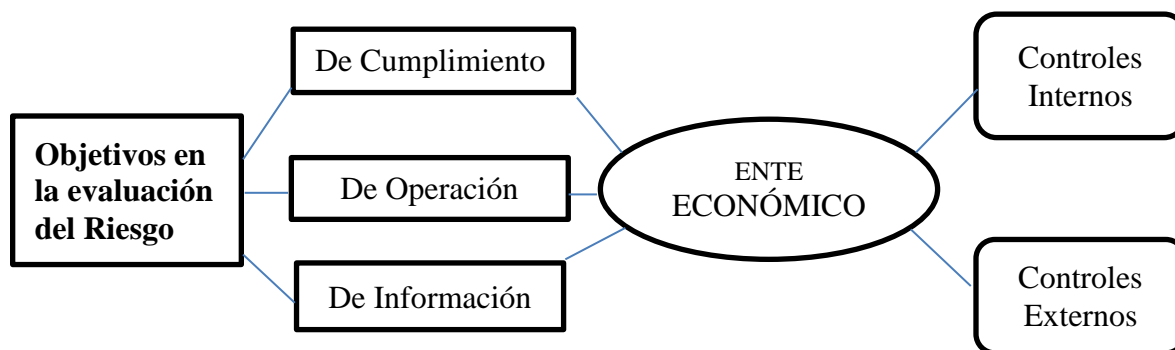 Objetivos en
la evaluación
del Riesgo
De Cumplimiento
De Operación
De Información
ENTE
ECONÓMICO
Controles
Internos
Controles
Externos